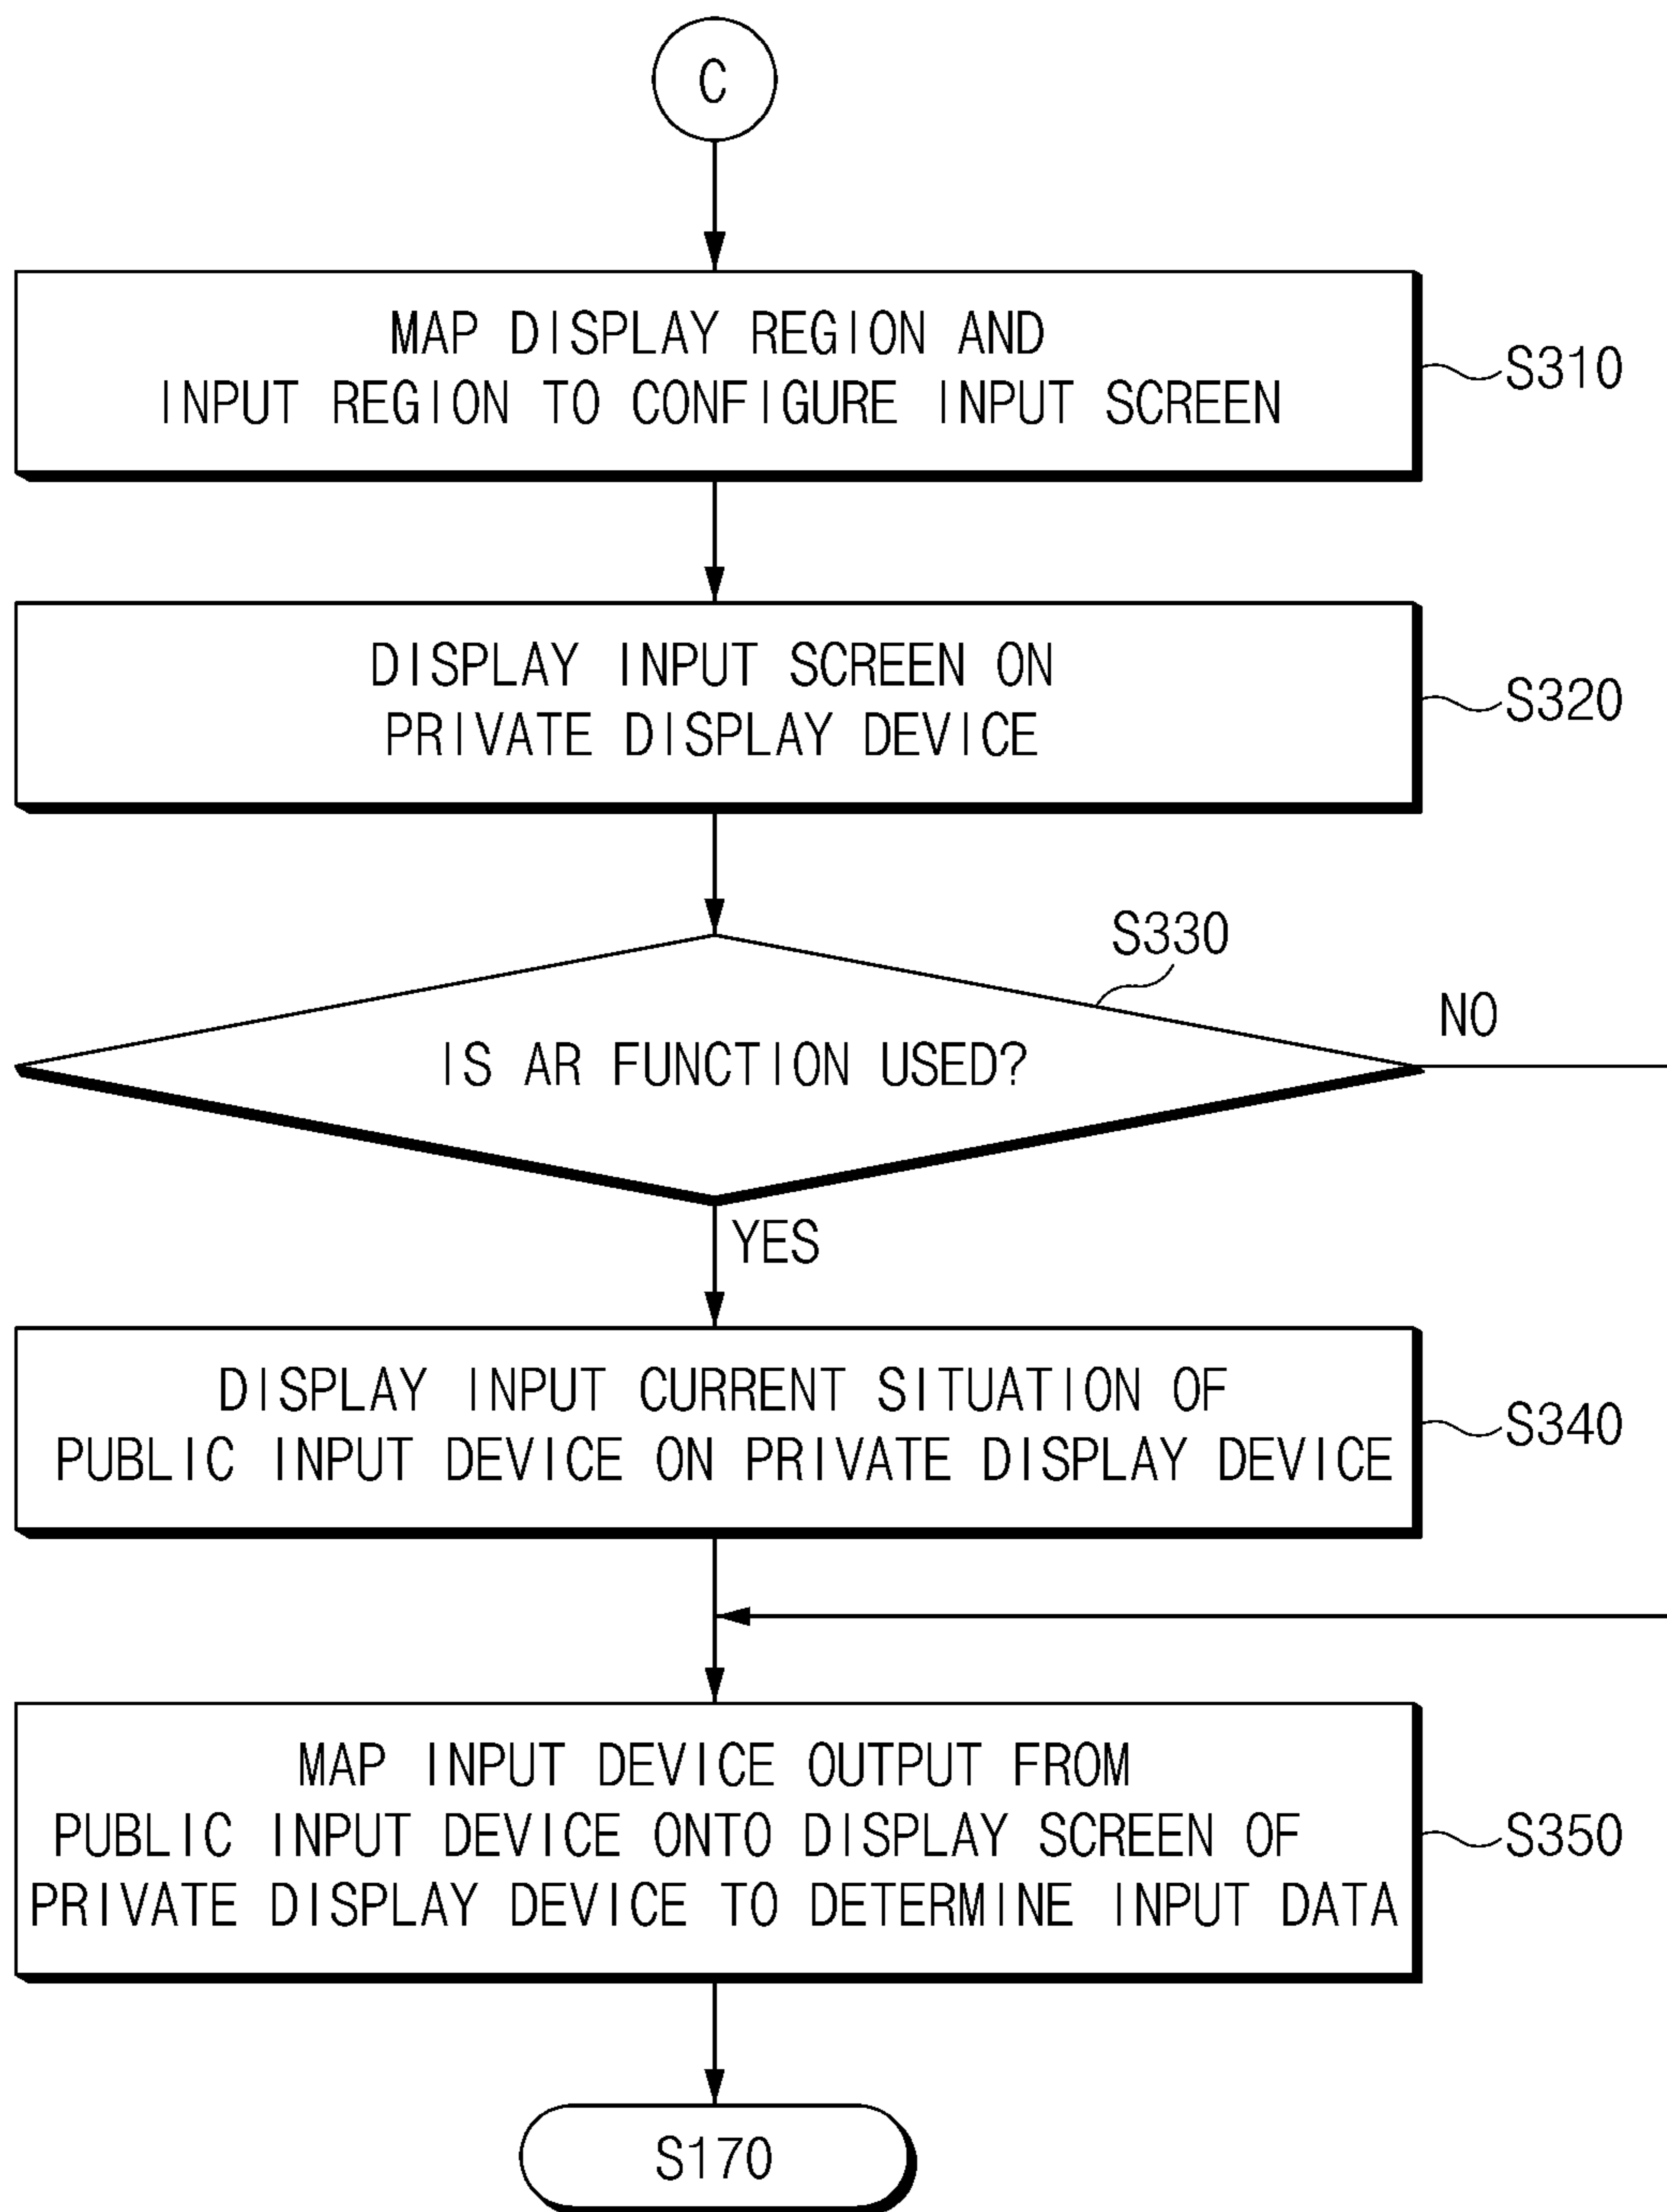 C
MAP DISPLAY REGION AND
INPUT REGION TO CONFIGURE INPUT SCREEN
S310
DISPLAY INPUT SCREEN ON
PRIVATE DISPLAY DEVICE
S320
S330
NO
IS AR FUNCTION USED?
YES
DISPLAY INPUT CURRENT SITUATION OF
PUBLIC INPUT DEVICE ON PRIVATE DISPLAY DEVICE
S340
MAP INPUT DEVICE OUTPUT FROM
PUBLIC INPUT DEVICE ONTO DISPLAY SCREEN OF
PRIVATE DISPLAY DEVICE TO DETERMINE INPUT DATA
S350
S170